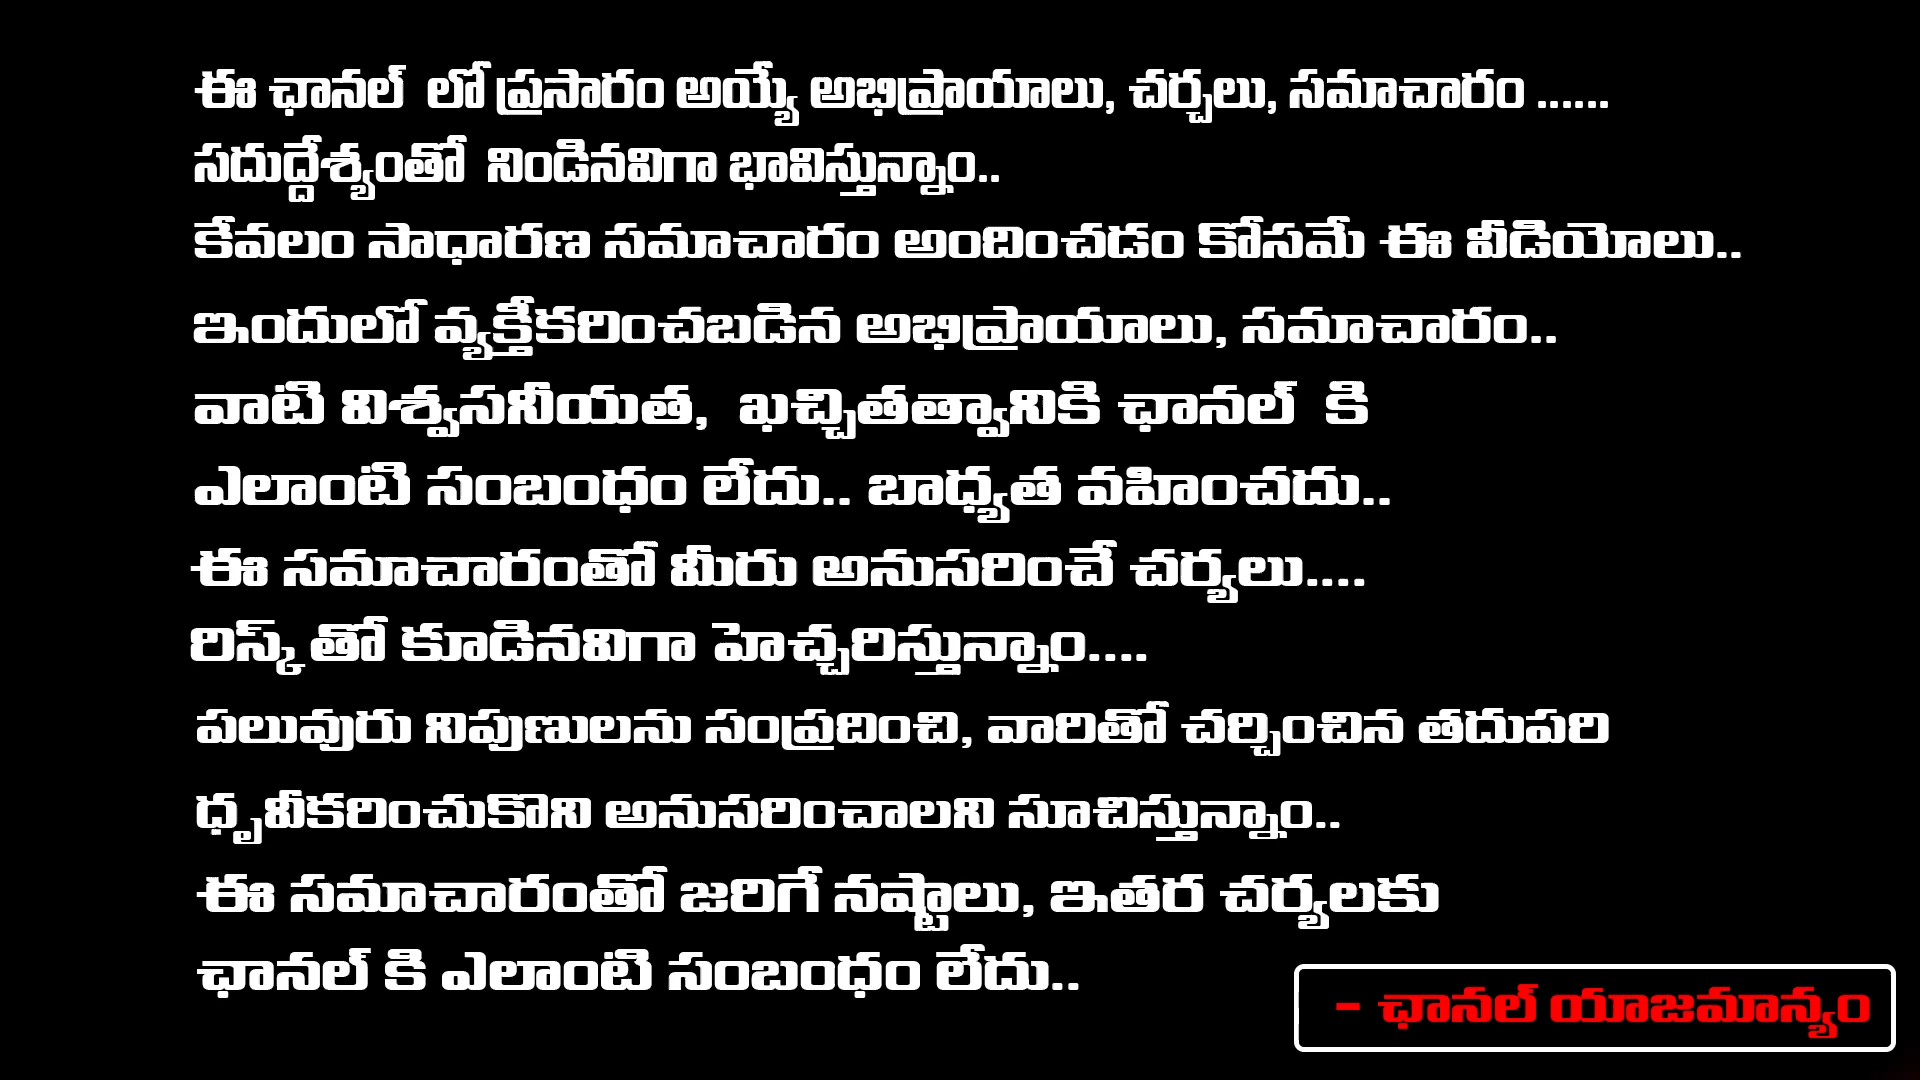 ఈ ఛానల్ లో ప్రసారం అయ్యే అభిప్రాయాలు, చర్చలు, సమాచారం ......
సదుద్దేశ్యంతో నిండినవిగా భావిస్తున్నాం..
కేవలం సాధారణ సమాచారం అందించడం కోసమే ఈ వీడియోలు..
ఇందులో వ్యక్తీకరించబడిన అభిప్రాయాలు, సమాచారం..
వాటి విశ్వసనీయత, ఖచ్చితత్వానికి ఛానల్ కి
ఎలాంటి సంబంధం లేదు.. బాధ్యత వహించదు..
ఈ సమాచారంతో మీరు అనుసరించే చర్యలు....
రిస్క్ తో కూడినవిగా హెచ్చరిస్తున్నాం....
పలువురు నిపుణులను సంప్రదించి, వారితో చర్చించిన తదుపరి
ధృవీకరించుకొని అనుసరించాలని సూచిస్తున్నాం..
ఈ సమాచారంతో జరిగే నష్టాలు, ఇతర చర్యలకు
ఛానల్ కి ఎలాంటి సంబంధం లేదు..
- ఛానల్ యాజమాన్యం